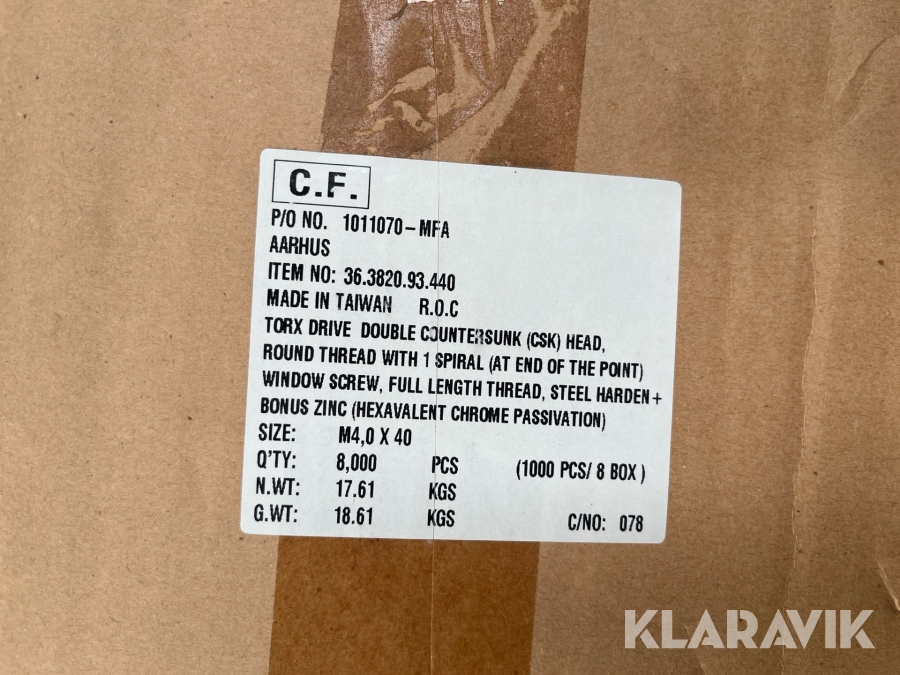 C.F.
P/O NO. 1011070-MFA
AARHUS
ITEM NO: 36.3820.93.440
MADE IN TAIWAN R.O.C
TORX DRIVE DOUBLE COUNTERSUNK (CSK) HEAD,
ROUND THREAD WITH 1 SPIRAL (AT END OF THE POINT)
WINDOW SCREW, FULL LENGTH THREAD, STEEL HARDEN+
BONUS ZINC (HEXAVALENT CHROME PASSIVATION)
SIZE: M4,0 X 40
Q'TY: 8,000 PCS (1000 PCS/ 8 BOX )
N.WT: 17.61 KGS
G.WT: 18.61 KGS C/NO: 078
KLARAVIK